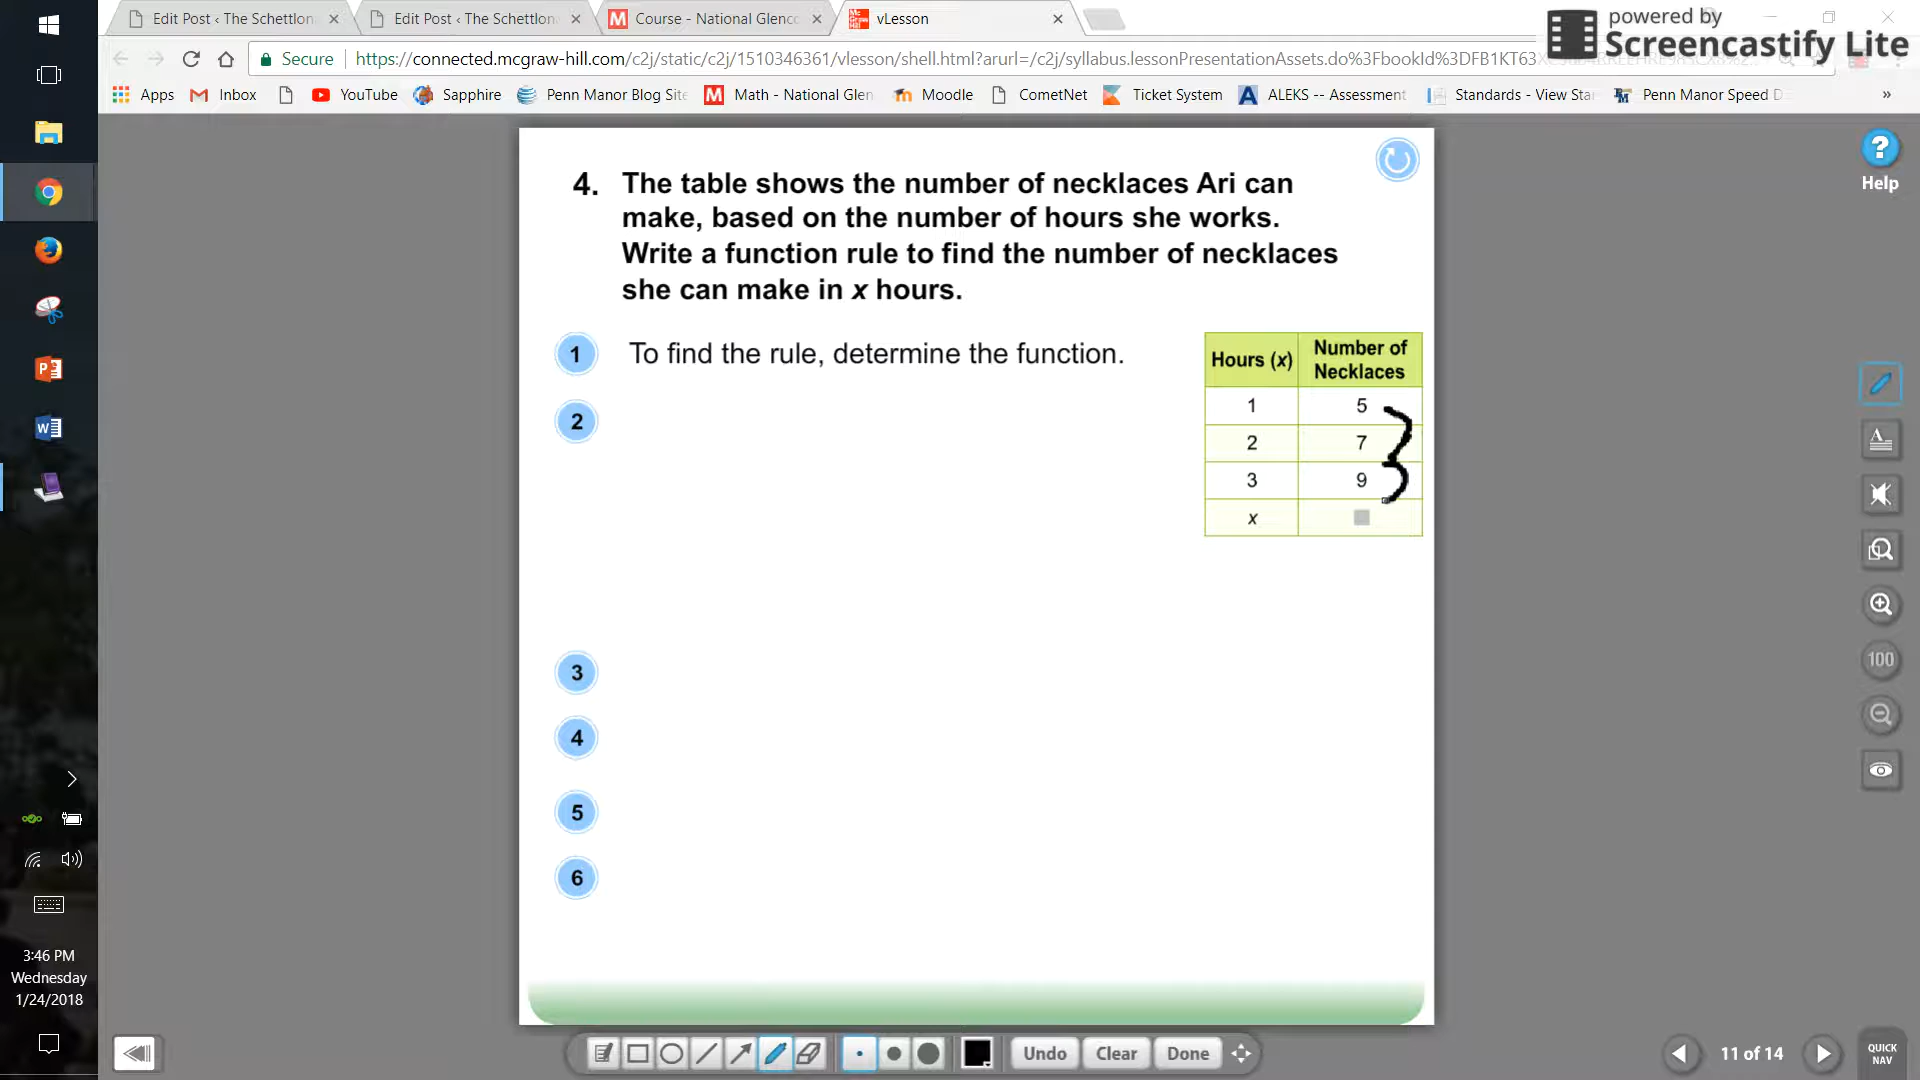 Edit Post ‹ The Schettlon
Edit Post ‹ The Schettlon
Course - National Glenco
vLesson
powered by
Screencastify Lite
Secure
https://connected.mcgraw-hill.com/c2j/static/c2j/1510346361/vlesson/shell.html?arurl=/c2j/syllabus.lessonPresentationAssets.do%3FbookId%3DFB1KT63
Apps
Inbox
YouTube
Sapphire
Penn Manor Blog Site
Math - National Glen
Moodle
CometNet
Ticket System
ALEKS -- Assessment
Standards - View Sta
Penn Manor Speed D
»
Help
4. The table shows the number of necklaces Ari can
make, based on the number of hours she works.
Write a function rule to find the number of necklaces
she can make in x hours.
1 To find the rule, determine the function.
2
Hours (x) Number of Necklaces
1 5
2 7
3 9
x
3
4
5
6
100
3:46 PM
Wednesday
1/24/2018
Undo
Clear
Done
11 of 14
QUICK
NAV